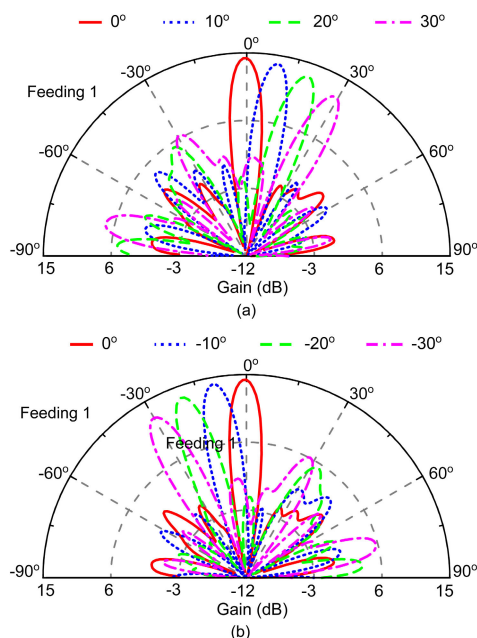 0° 10° 20° 30°
0°
-30° 30°
Feeding 1
-60° 60°
-90° 90°
15 6 -3 -12 -3 6 15
Gain (dB)
(a)
0° -10° -20° -30°
0°
-30° 30°
Feeding 1
Feeding 1
-60° 60°
-90° 90°
15 6 -3 -12 -3 6 15
Gain (dB)
(b)